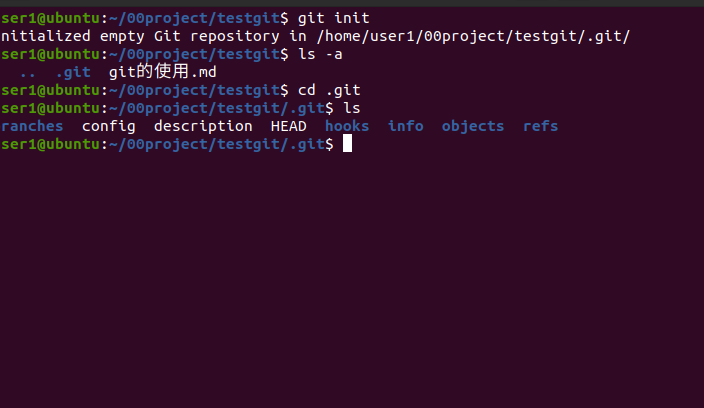 ser1@ubuntu:~/00project/testgit$ git init
nitialized empty Git repository in /home/user1/00project/testgit/.git/
ser1@ubuntu:~/00project/testgit$ ls -a
.. .git git的使用.md
ser1@ubuntu:~/00project/testgit$ cd .git
ser1@ubuntu:~/00project/testgit/.git$ ls
ranches config description HEAD hooks info objects refs
ser1@ubuntu:~/00project/testgit/.git$